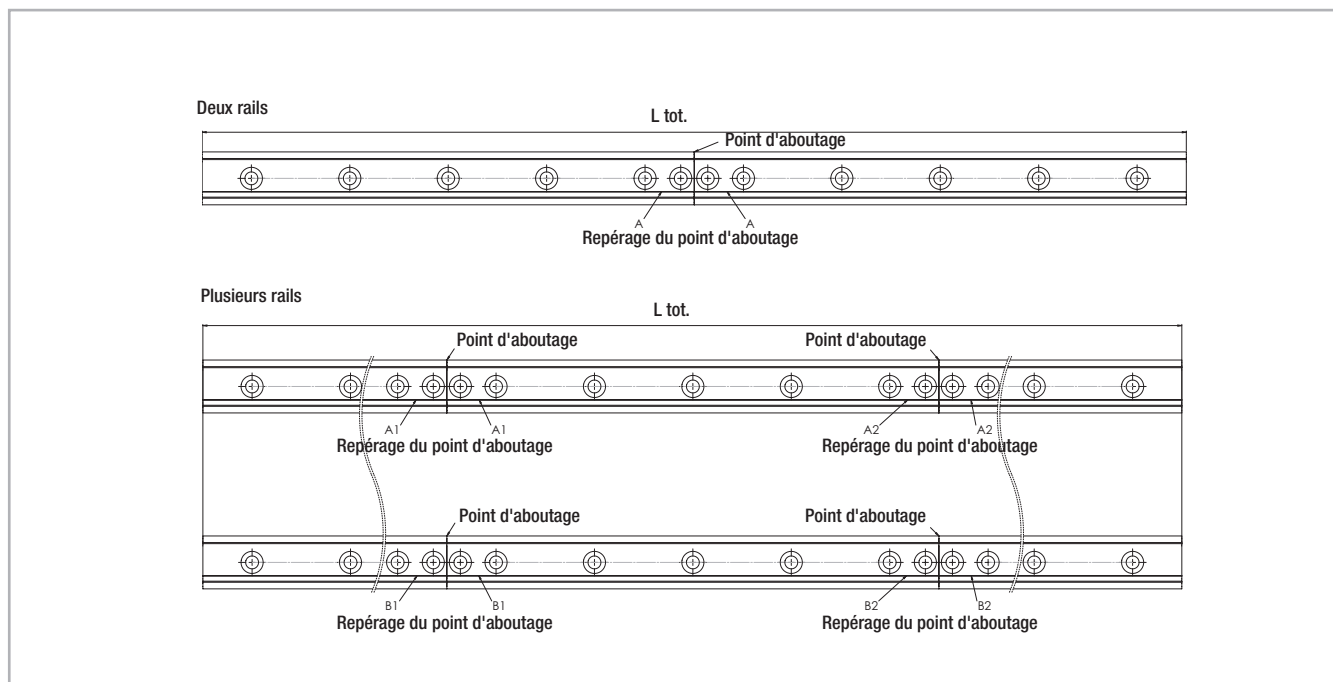 Deux rails
L tot.
Point d'aboutage
A A
Repérage du point d'aboutage
Plusieurs rails
L tot.
Point d'aboutage Point d'aboutage
A1 A1 A2 A2
Repérage du point d'aboutage Repérage du point d'aboutage
Point d'aboutage Point d'aboutage
B1 B1 B2 B2
Repérage du point d'aboutage Repérage du point d'aboutage